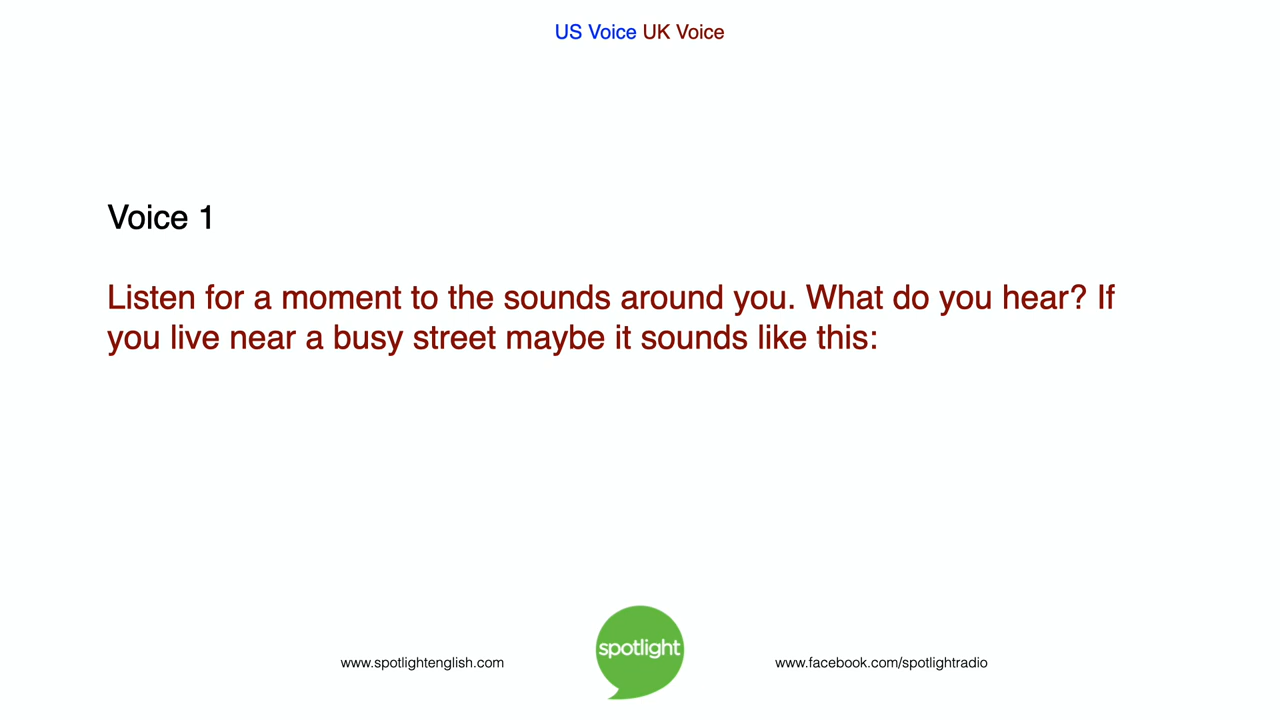 US Voice UK Voice
Voice 1
Listen for a moment to the sounds around you. What do you hear? If
you live near a busy street maybe it sounds like this:
spotlight
www.spotlightenglish.com
www.facebook.com/spotlightradio